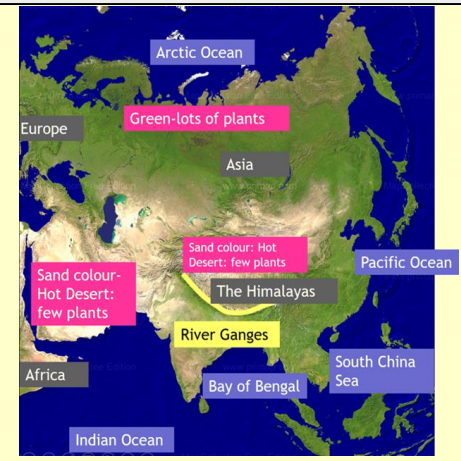 Arctic Ocean
Green-lots of plants
Europe
Asia
Sand colour: Hot
Desert: few plants
Pacific Ocean
Sand colour-
Hot Desert:
few plants
The Himalayas
River Ganges
South China
Sea
Africa
Bay of Bengal
Indian Ocean